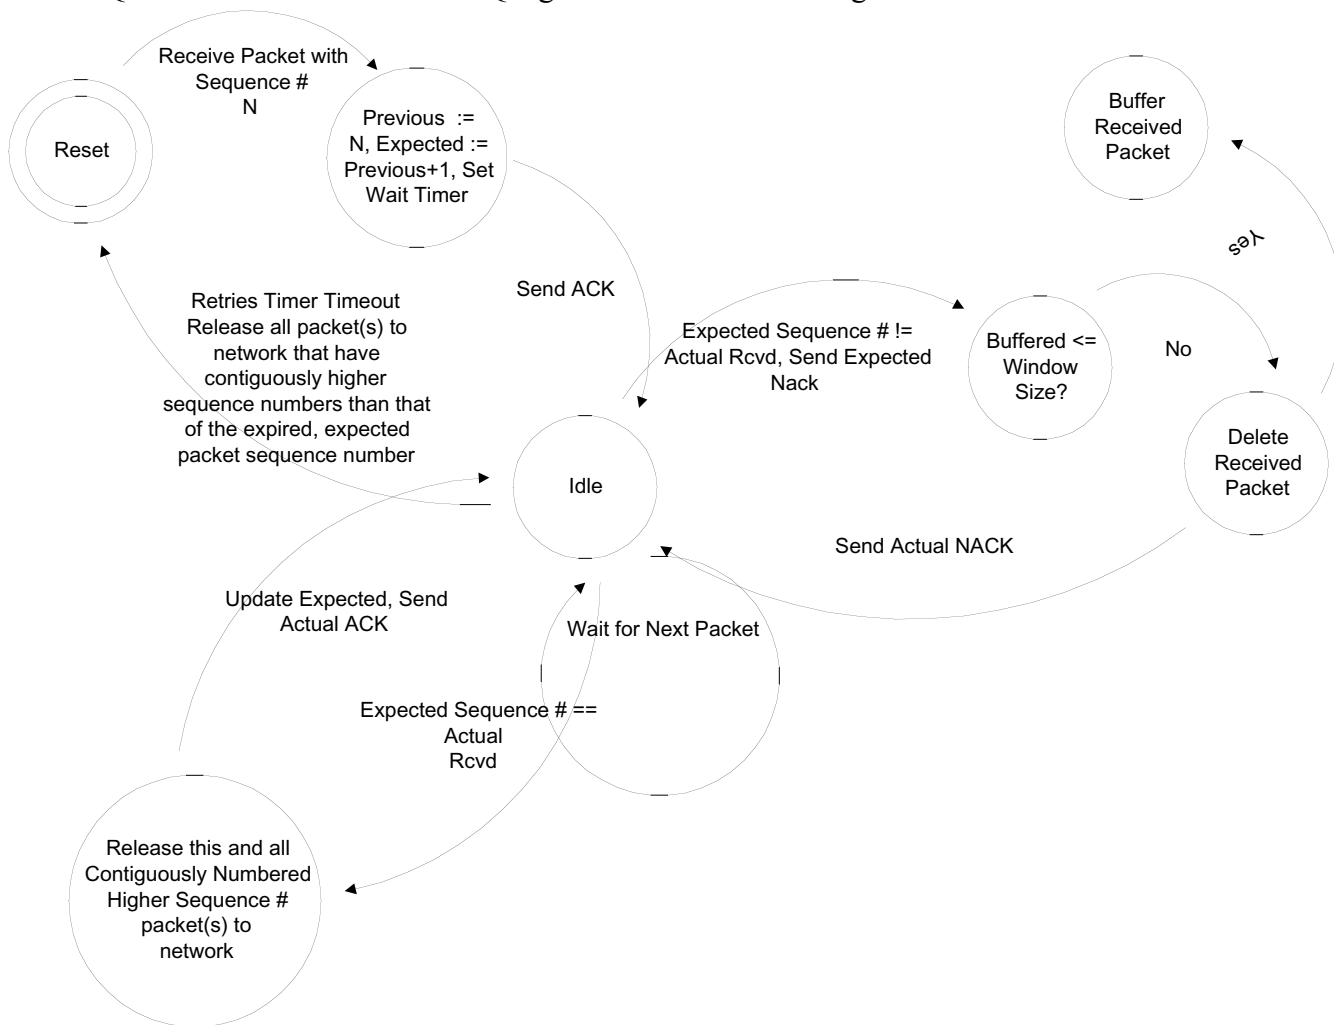 Receive Packet with
Sequence #
N
Reset
Previous :=
N, Expected :=
Previous+1, Set
Wait Timer
Buffer
Received
Packet
Yes
Send ACK
Retries Timer Timeout
Release all packet(s) to
network that have
contiguously higher
sequence numbers than that
of the expired, expected
packet sequence number
Expected Sequence # !=
Actual Rcvd, Send Expected
Nack
Buffered <=
Window
Size?
No
Delete
Received
Packet
Idle
Send Actual NACK
Update Expected, Send
Actual ACK
Wait for Next Packet
Expected Sequence # ==
Actual
Rcvd
Release this and all
Contiguously Numbered
Higher Sequence #
packet(s) to
network